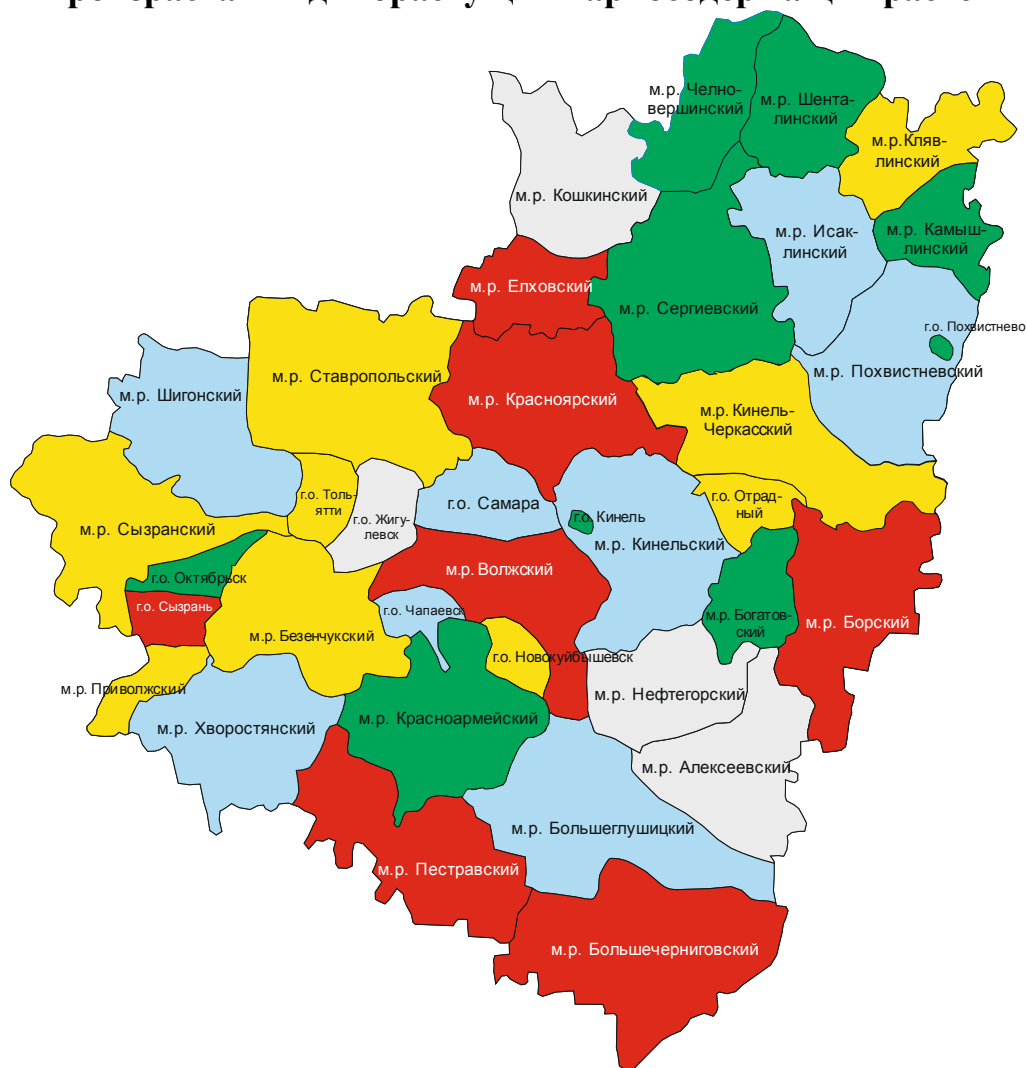 м.р. Челно-
вершинский
м.р. Шента-
линский
м.р.Кляв-
линский
м.р. Кошкинский
м.р. Исак-
линский
м.р. Камыш-
линский
м.р. Елховский
м.р. Сергиевский
г.о. Похвистнево
м.р. Похвистневский
м.р. Ставропольский
м.р. Шигонский
м.р. Красноярский
м.р. Кинель-
Черкасский
г.о. Толь-
ятти
г.о. Жигу-
левск
г.о. Самара
г.о. Кинель
м.р. Кинельский
г.о. Отрад-
ный
м.р. Сызранский
г.о. Октябрьск
г.о. Сызрань
м.р. Волжский
г.о. Чапаевск
м.р. Безенчукский
г.о. Новокуйбышевск
м.р. Богатов-
ский
м.р. Борский
м.р. Приволжский
м.р. Хворостянский
м.р. Красноармейский
м.р. Нефтегорский
м.р. Алексеевский
м.р. Большеглушицкий
м.р. Пестравский
м.р. Большечерниговский